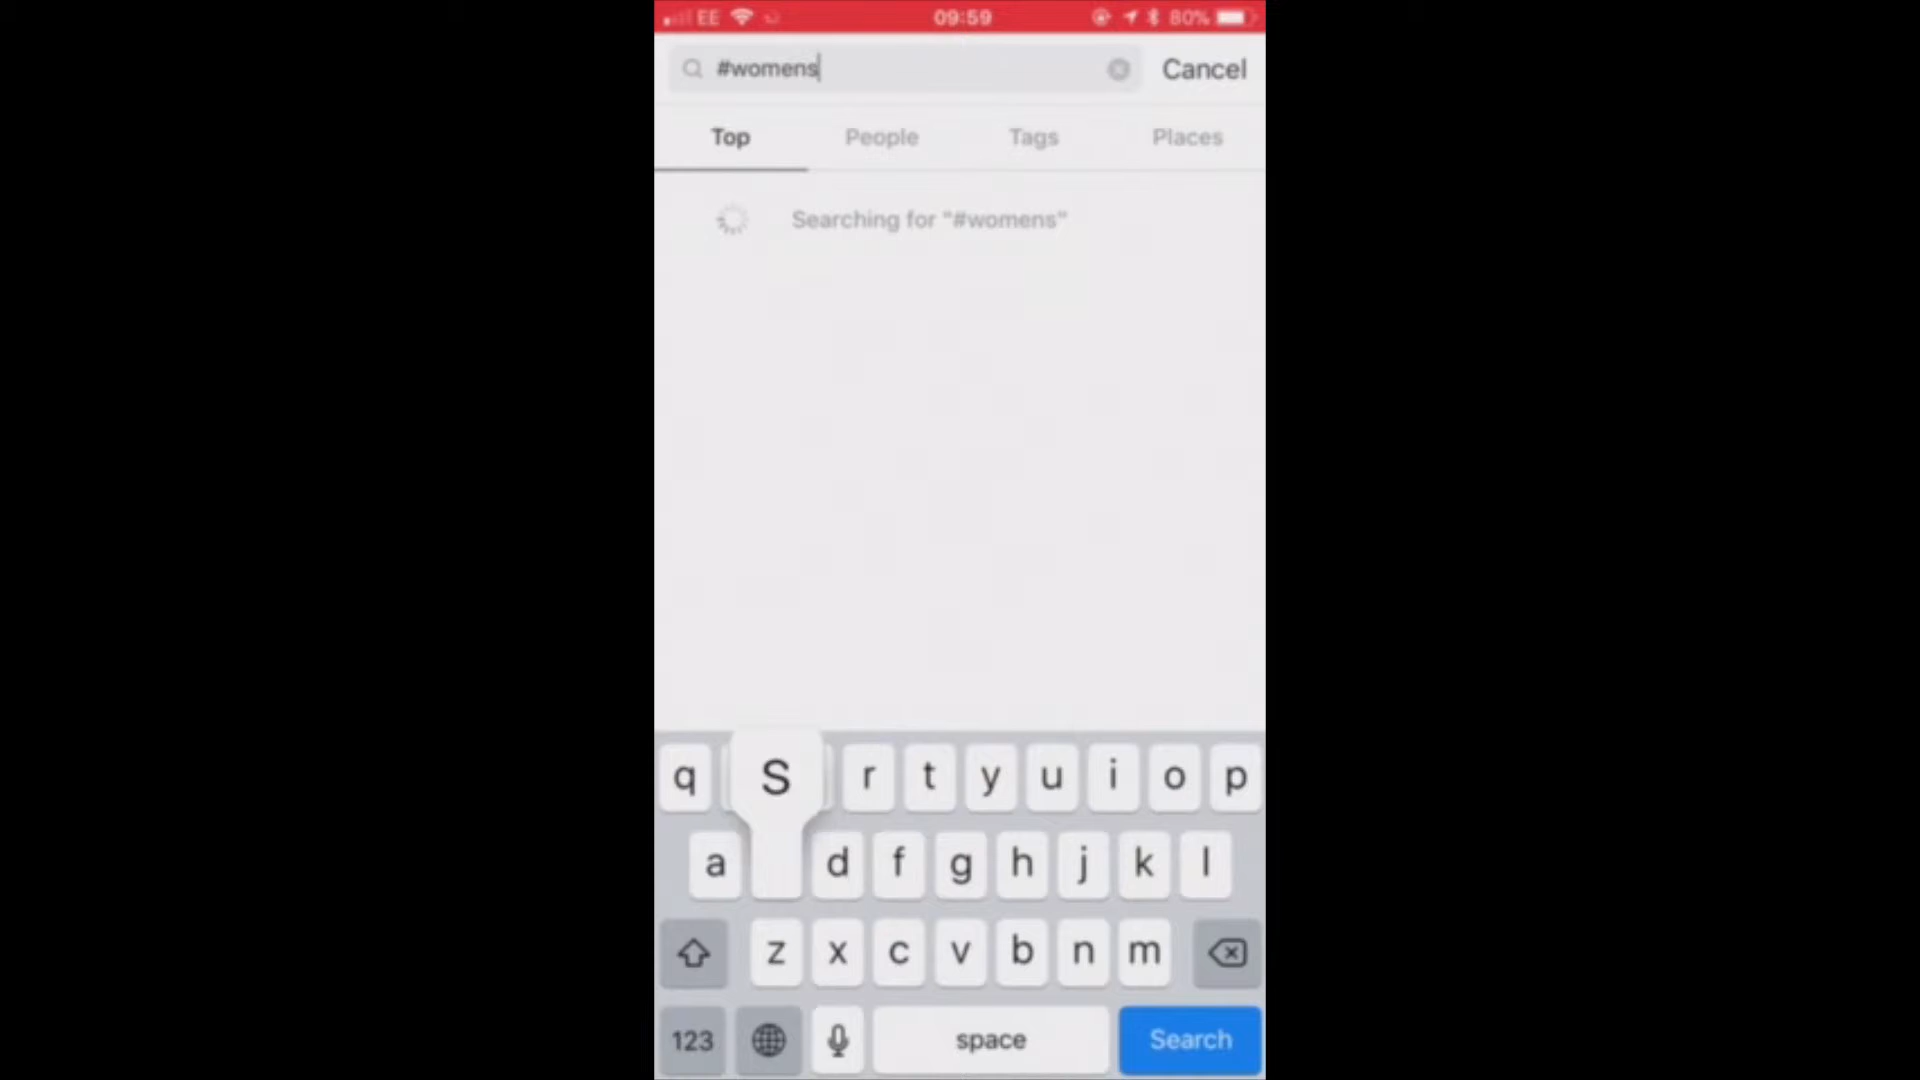 EE 09:59 80%
#womens Cancel
Top People Tags Places
Searching for "#womens"
q S r t y u i o p
a d f g h j k l
z x c v b n m
123 space Search